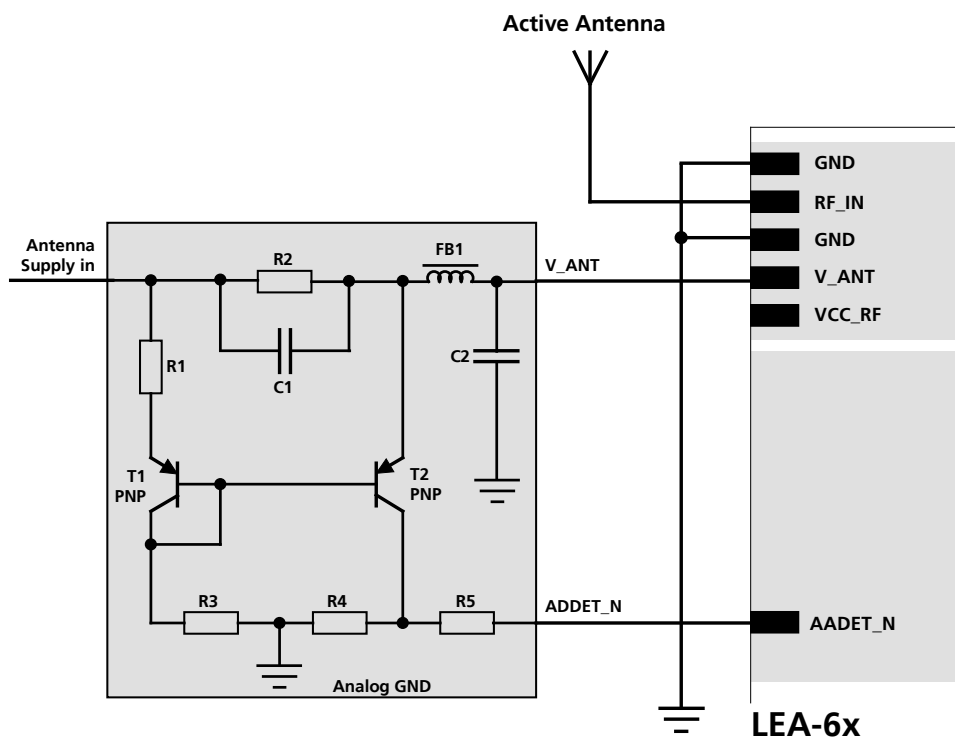 Active Antenna
GND
RF_IN
GND
V_ANT
VCC_RF
Antenna
Supply in
R2
FB1
V_ANT
R1
C1
C2
T1
PNP
T2
PNP
R3
R4
R5
ADDET_N
AADET_N
Analog GND
LEA-6x